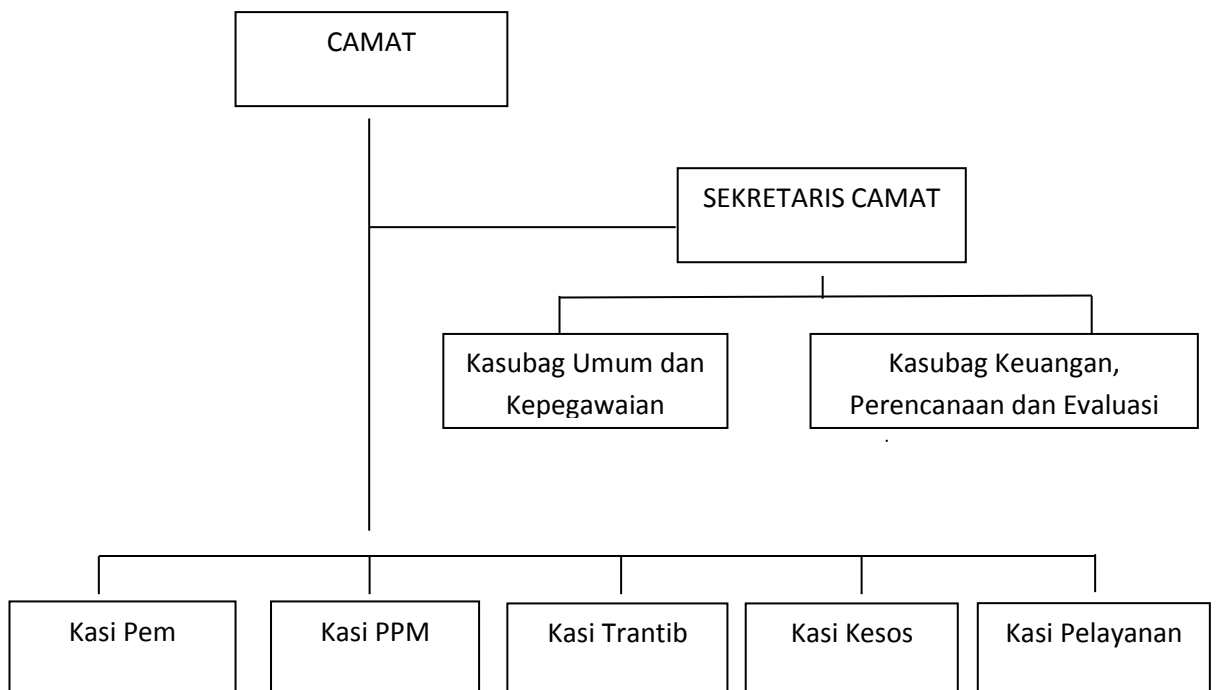 CAMAT
SEKRETARIS CAMAT
Kasubag Umum dan
Kepegawaian
Kasubag Keuangan,
Perencanaan dan Evaluasi
.
Kasi Pem
Kasi PPM
Kasi Trantib
Kasi Kesos
Kasi Pelayanan